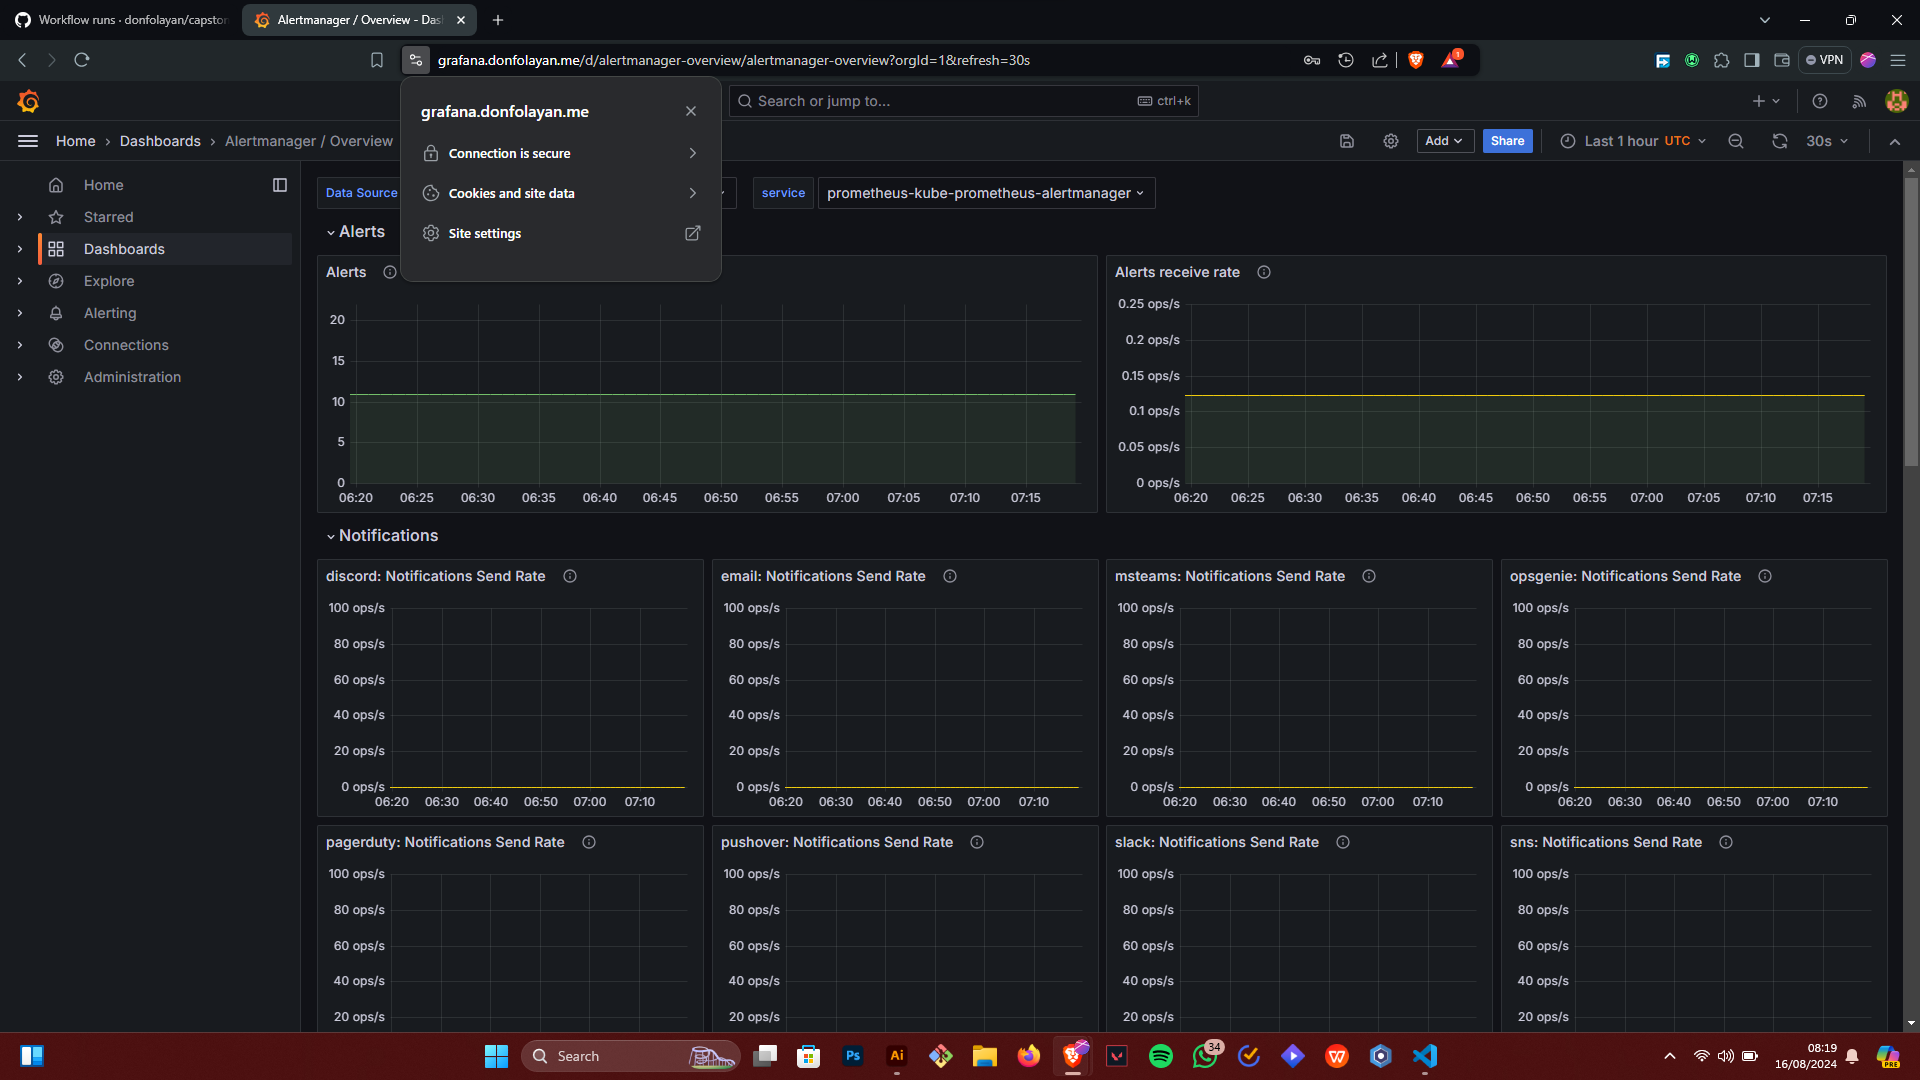 Workflow runs · donfolayan/capston
Alertmanager / Overview - Das
grafana.donfolayan.me/d/alertmanager-overview/alertmanager-overview?orgId=1&refresh=30s
1
VPN
grafana.donfolayan.me
Connection is secure
Cookies and site data
Site settings
Search or jump to...
ctrl+k
Home
Dashboards
Alertmanager / Overview
Add
Share
Last 1 hour UTC
30s
Home
Starred
Dashboards
Explore
Alerting
Connections
Administration
Data Source
service
prometheus-kube-prometheus-alertmanager
Alerts
Alerts
20
15
10
5
0
06:20 06:25 06:30 06:35 06:40 06:45 06:50 06:55 07:00 07:05 07:10 07:15
Alerts receive rate
0.25 ops/s
0.2 ops/s
0.15 ops/s
0.1 ops/s
0.05 ops/s
0 ops/s
06:20 06:25 06:30 06:35 06:40 06:45 06:50 06:55 07:00 07:05 07:10 07:15
Notifications
discord: Notifications Send Rate
100 ops/s
80 ops/s
60 ops/s
40 ops/s
20 ops/s
0 ops/s
06:20 06:30 06:40 06:50 07:00 07:10
email: Notifications Send Rate
100 ops/s
80 ops/s
60 ops/s
40 ops/s
20 ops/s
0 ops/s
06:20 06:30 06:40 06:50 07:00 07:10
msteams: Notifications Send Rate
100 ops/s
80 ops/s
60 ops/s
40 ops/s
20 ops/s
0 ops/s
06:20 06:30 06:40 06:50 07:00 07:10
opsgenie: Notifications Send Rate
100 ops/s
80 ops/s
60 ops/s
40 ops/s
20 ops/s
0 ops/s
06:20 06:30 06:40 06:50 07:00 07:10
pagerduty: Notifications Send Rate
100 ops/s
80 ops/s
60 ops/s
40 ops/s
20 ops/s
pushover: Notifications Send Rate
100 ops/s
80 ops/s
60 ops/s
40 ops/s
20 ops/s
slack: Notifications Send Rate
100 ops/s
80 ops/s
60 ops/s
40 ops/s
20 ops/s
sns: Notifications Send Rate
100 ops/s
80 ops/s
60 ops/s
40 ops/s
20 ops/s
Search
Ps
Ai
34
08:19
16/08/2024
PRE